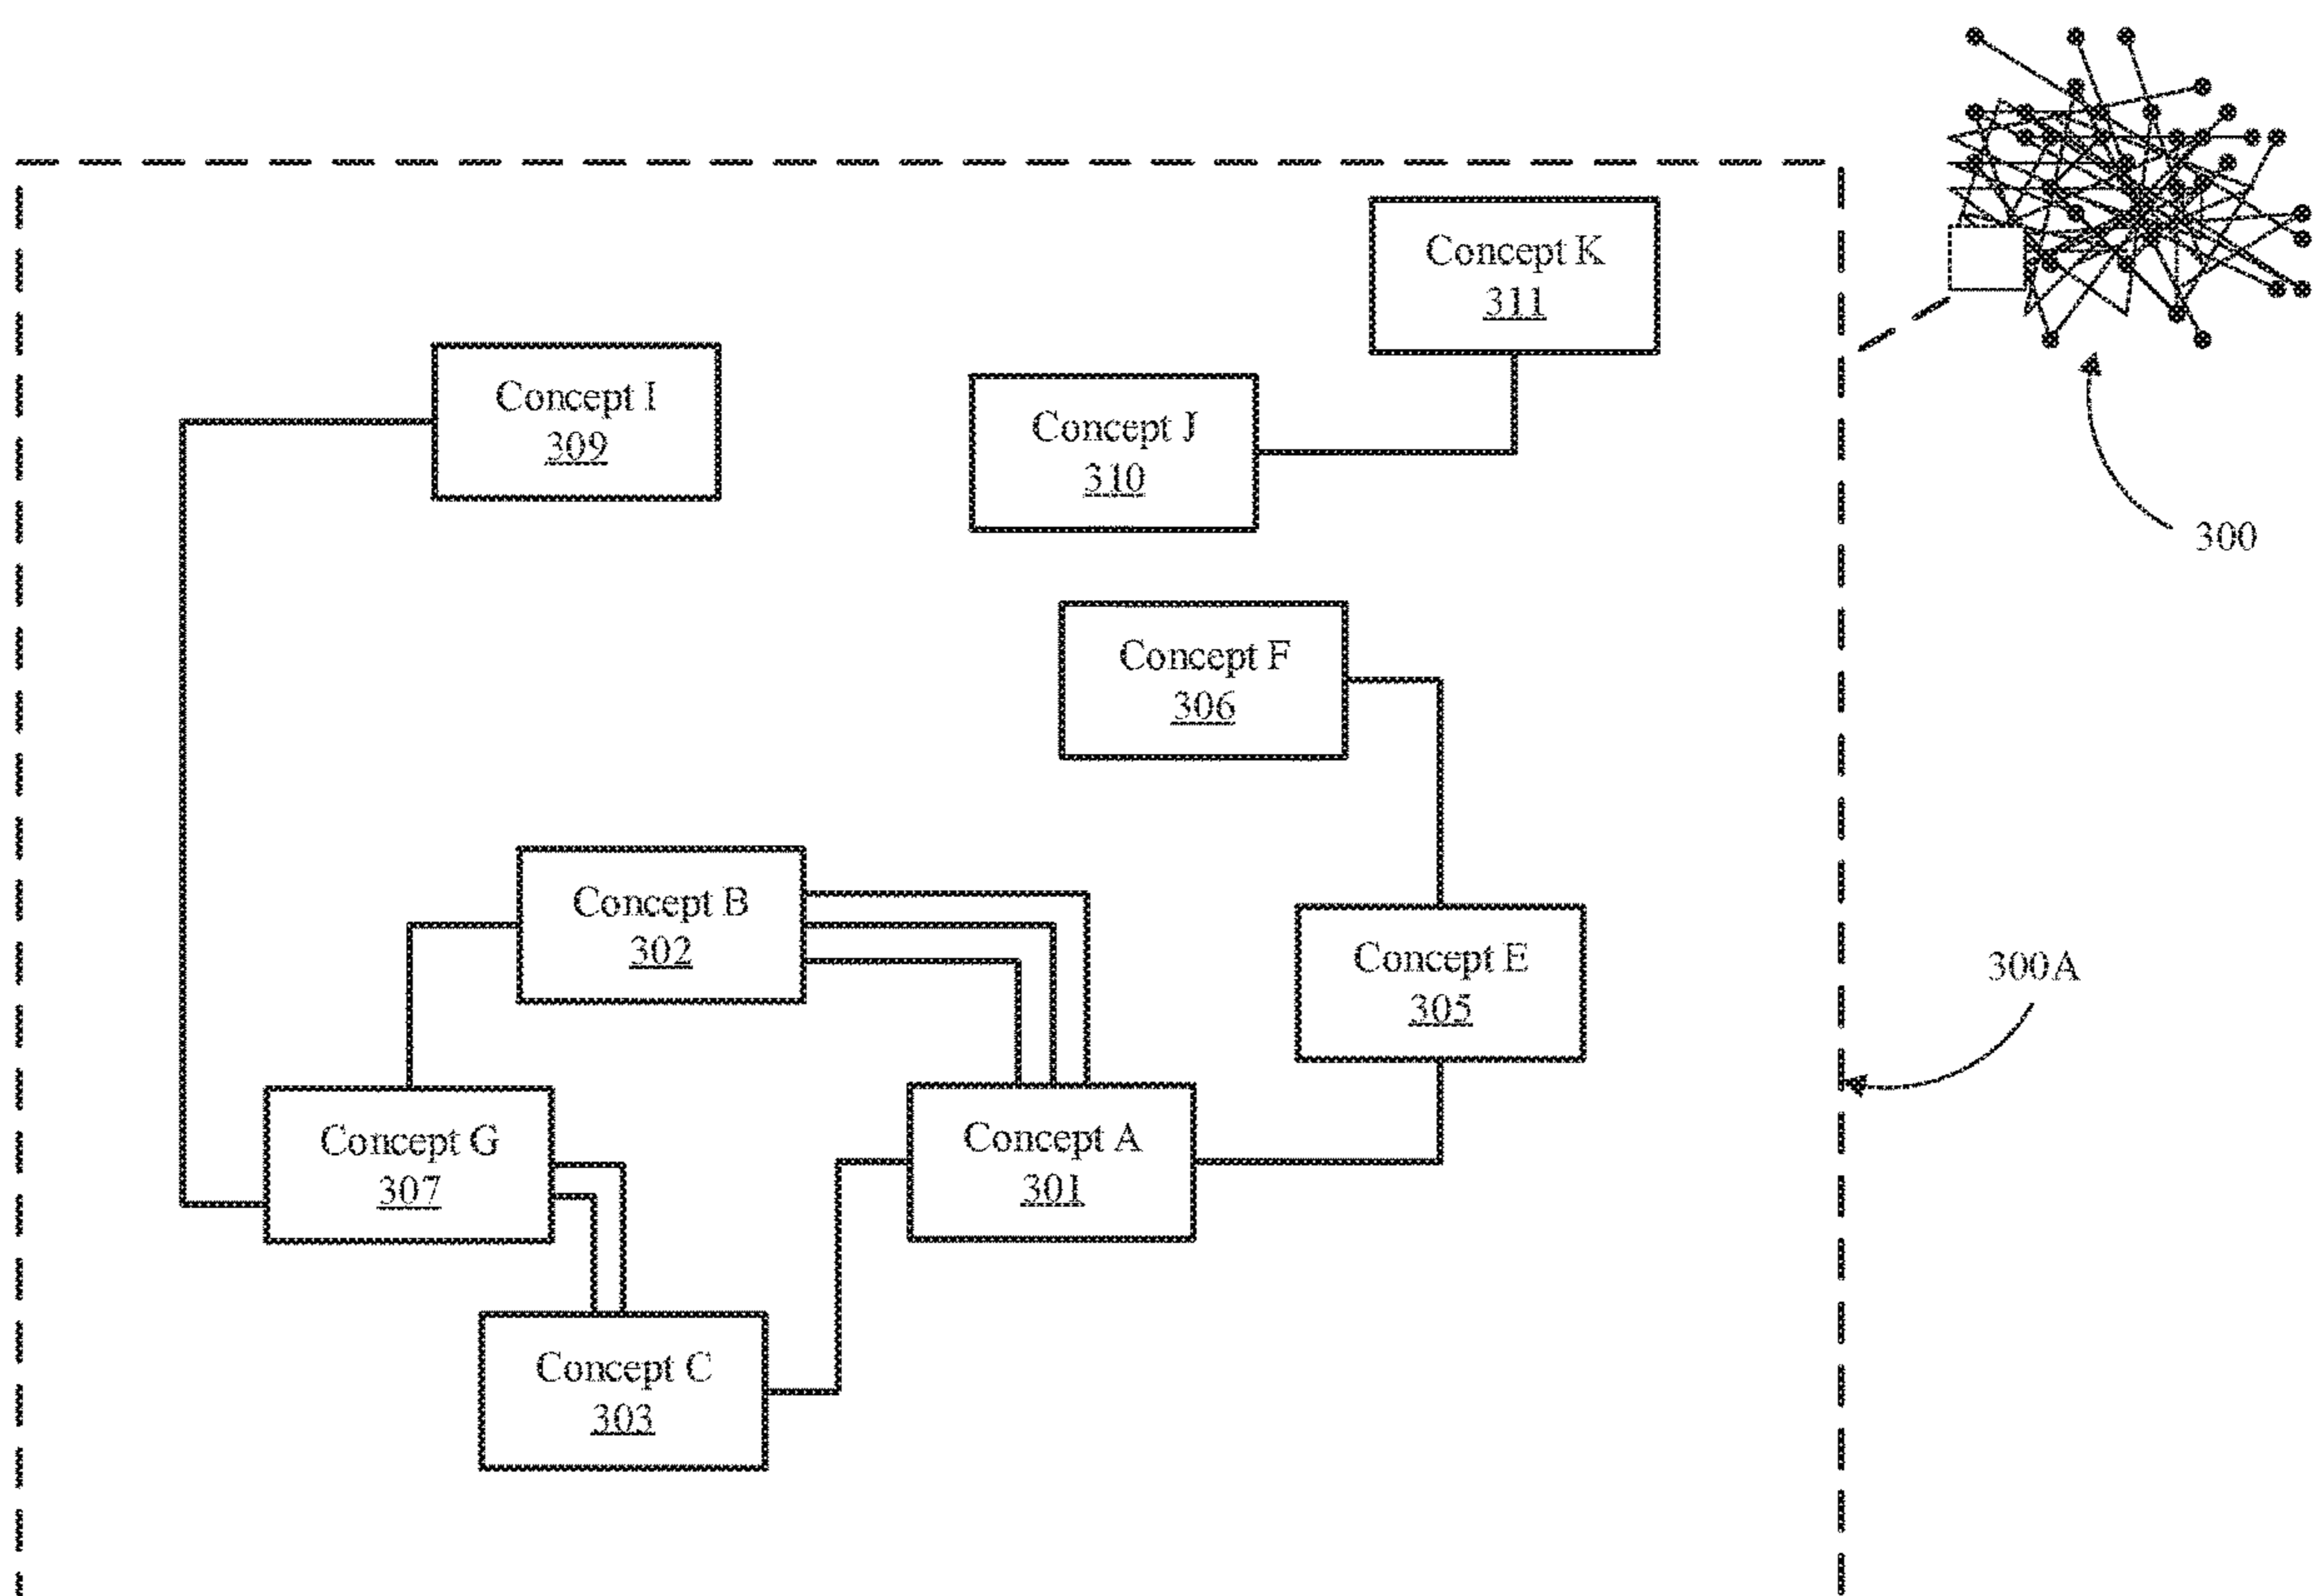 Concept K
311
Concept I
309
Concept J
310
300
Concept F
306
Concept B
302
Concept E
305
300A
Concept G
307
Concept A
301
Concept C
303